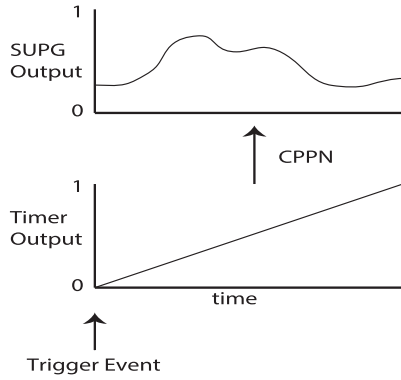 1
SUPG
Output
0
CPPN
1
Timer
Output
0
time
Trigger Event